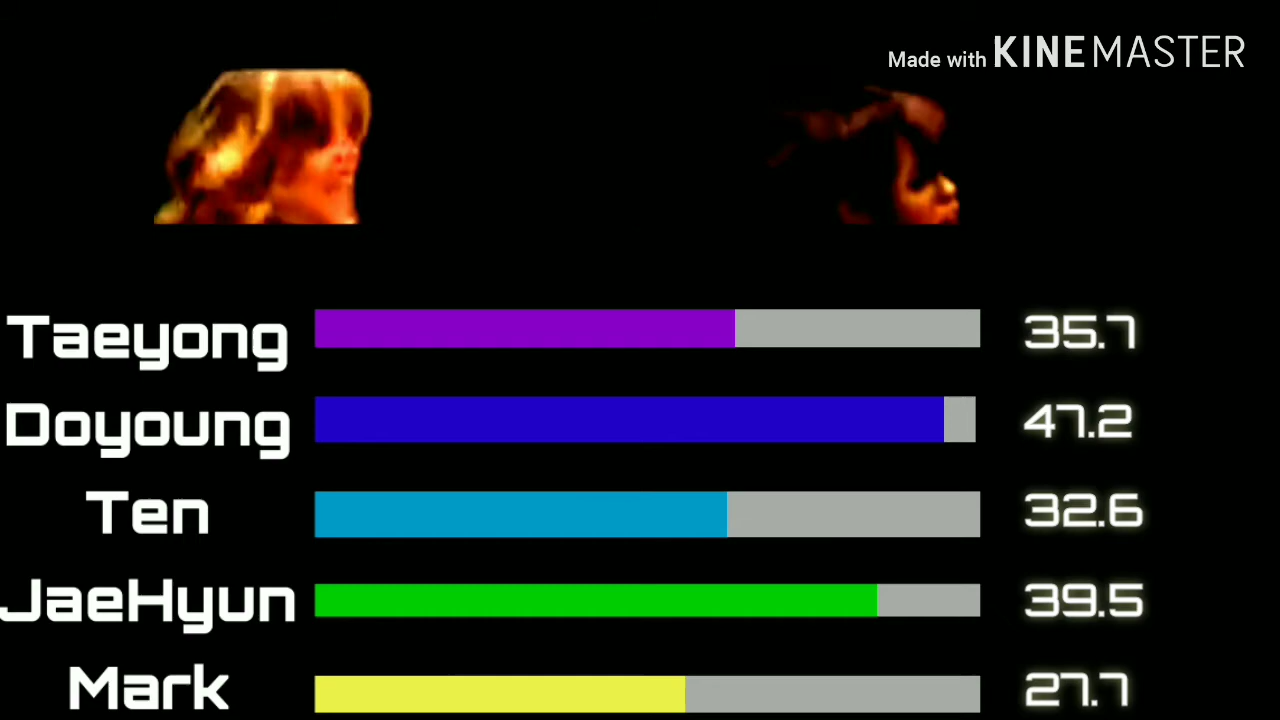 Made with KINEMASTER
Taeyong 35.7
Doyoung 47.2
Ten 32.6
JaeHyun 39.5
Mark 27.7